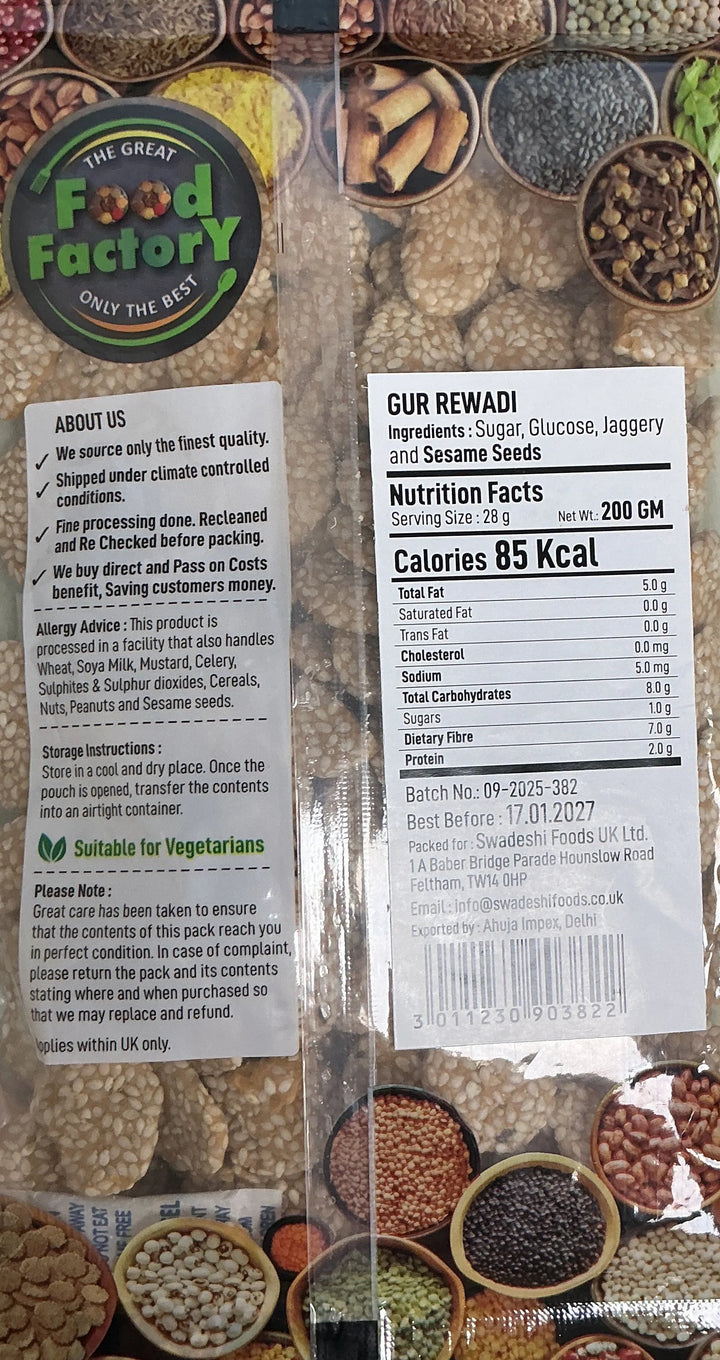 THE GREAT
Food
FactorY
ONLY THE BEST
ABOUT US
✓ We source only the finest quality.
✓ Shipped under climate controlled
conditions.
✓ Fine processing done. Recleaned
and Re Checked before packing.
✓ We buy direct and Pass on Costs
benefit, Saving customers money.
Allergy Advice : This product is
processed in a facility that also handles
Wheat, Soya Milk, Mustard, Celery,
Sulphites & Sulphur dioxides, Cereals,
Nuts, Peanuts and Sesame seeds.
Storage Instructions :
Store in a cool and dry place. Once the
pouch is opened, transfer the contents
into an airtight container.
Suitable for Vegetarians
Please Note :
Great care has been taken to ensure
that the contents of this pack reach you
in perfect condition. In case of complaint,
please return the pack and its contents
stating where and when purchased so
that we may replace and refund.
within UK only.
GUR REWADI
Ingredients : Sugar, Glucose, Jaggery
and Sesame Seeds
Nutrition Facts
Serving Size : 28 g Net Wt.: 200 GM
Calories 85 Kcal
Total Fat 5.0 g
Saturated Fat 0.0 g
Trans Fat 0.0 g
Cholesterol 0.0 mg
Sodium 5.0 mg
Total Carbohydrates 8.0 g
Sugars 1.0 g
Dietary Fibre 7.0 g
Protein 2.0 g
Batch No.: 09-2025-382
Best Before : 17.01.2027
Packed for : Swadeshi Foods UK Ltd.
1 A Baber Bridge Parade Hounslow Road
Feltham, TW14 0HP
Email : info@swadeshifoods.co.uk
Exported by : Ahuja Impex, Delhi
3 011230 903822
NOT EAT
FREE